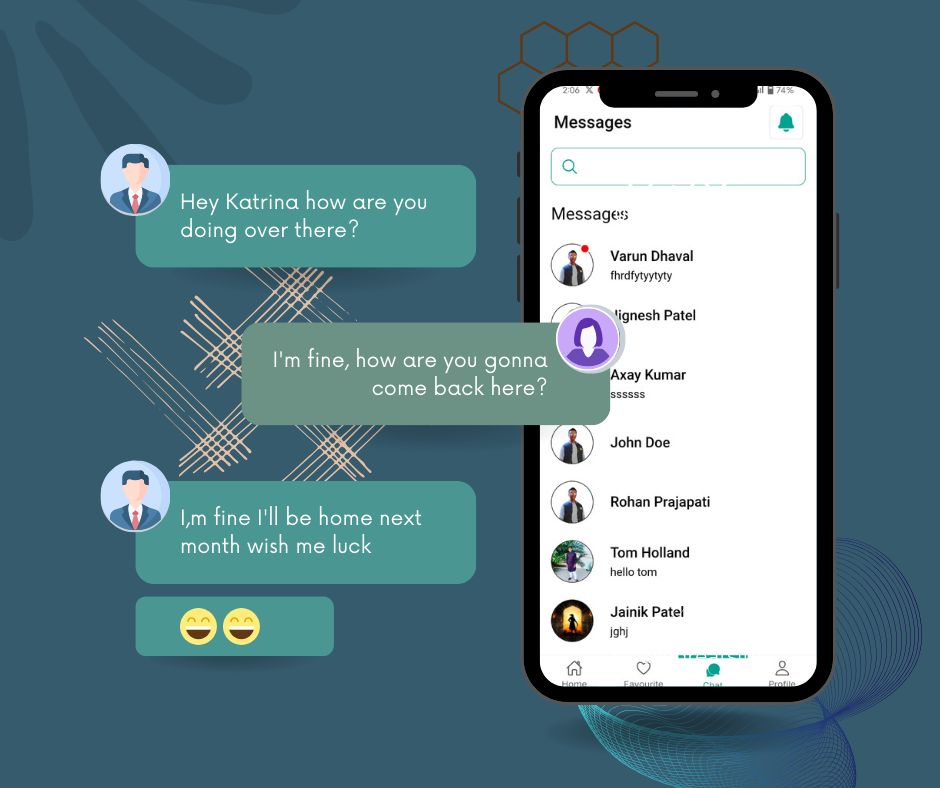 Hey Katrina how are you
doing over there?
I'm fine, how are you gonna
come back here?
I,m fine I'll be home next
month wish me luck
2:06
74%
Messages
Messages
Varun Dhaval
fhrdfytyytyty
Jignesh Patel
Axay Kumar
ssssss
John Doe
Rohan Prajapati
Tom Holland
hello tom
Jainik Patel
jghj
Home
Favourite
Chat
Profile